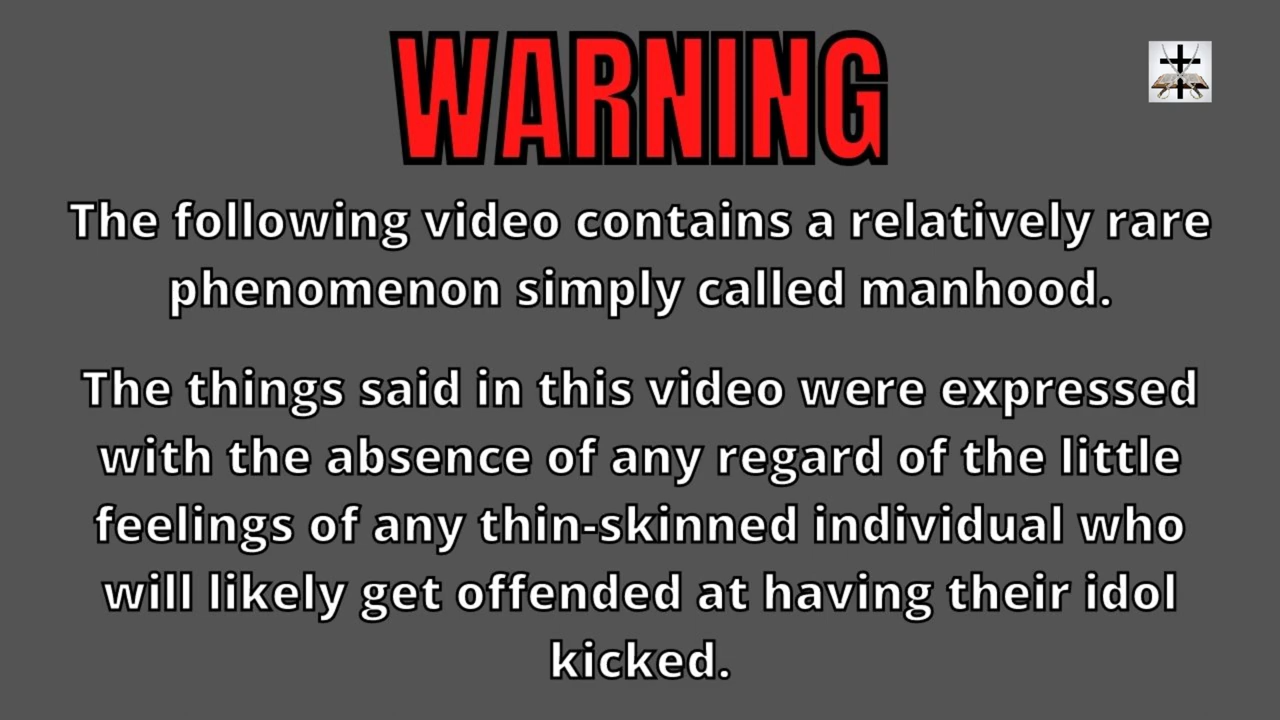 WARNING
The following video contains a relatively rare
phenomenon simply called manhood.
The things said in this video were expressed
with the absence of any regard of the little
feelings of any thin-skinned individual who
will likely get offended at having their idol
kicked.